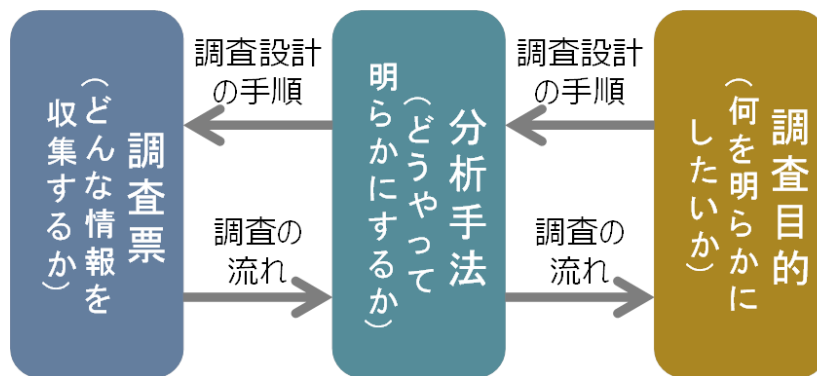 調査票
（どんな情報を
収集するか）
調査設計
の手順
調査の
流れ
分析手法
（どうやって
明らかにするか）
調査設計
の手順
調査の
流れ
調査目的
（何を明らかに
したいか）